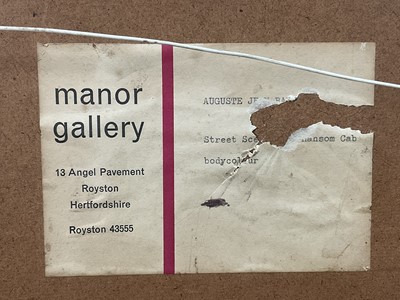 manor
gallery
13 Angel Pavement
Royston
Hertfordshire
Royston 43555
AUGUSTE
Street Cab
bodycolour